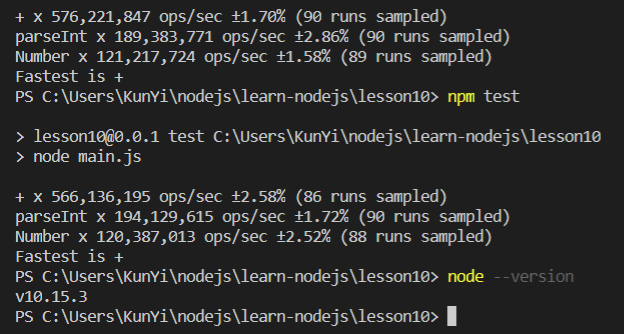 + x 576,221,847 ops/sec ±1.70% (90 runs sampled)
parseInt x 189,383,771 ops/sec ±2.86% (90 runs sampled)
Number x 121,217,724 ops/sec ±1.58% (89 runs sampled)
Fastest is +
PS C:\Users\KunYi\nodejs\learn-nodejs\lesson10> npm test
> lesson10@0.0.1 test C:\Users\KunYi\nodejs\learn-nodejs\lesson10
> node main.js
+ x 566,136,195 ops/sec ±2.58% (86 runs sampled)
parseInt x 194,129,615 ops/sec ±1.72% (90 runs sampled)
Number x 120,387,013 ops/sec ±2.52% (88 runs sampled)
Fastest is +
PS C:\Users\KunYi\nodejs\learn-nodejs\lesson10> node --version
v10.15.3
PS C:\Users\KunYi\nodejs\learn-nodejs\lesson10>